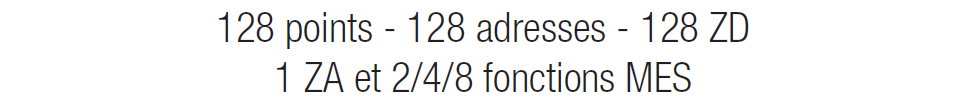 128 points - 128 adresses - 128 ZD
1 ZA et 2/4/8 fonctions MES